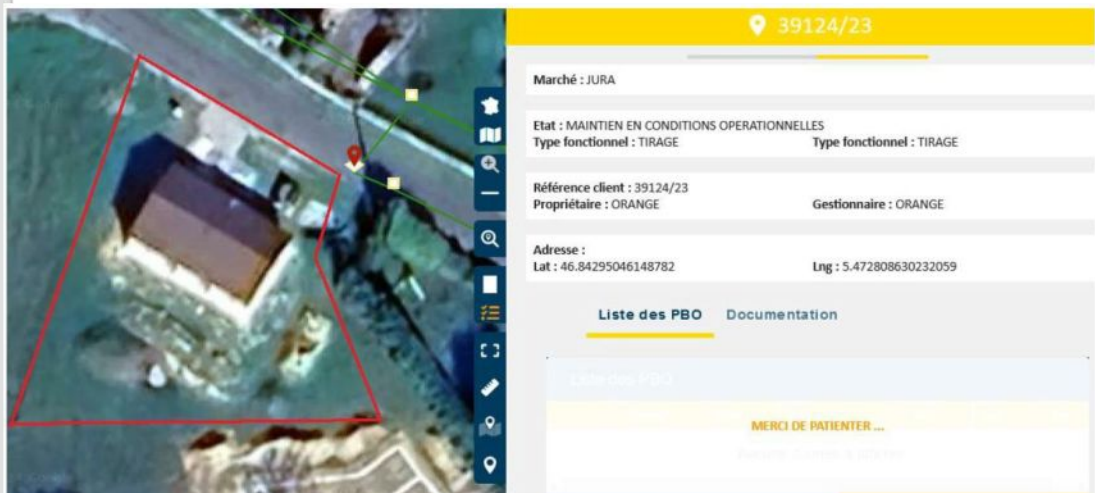 39124/23
Marché : JURA
Etat : MAINTIEN EN CONDITIONS OPERATIONNELLES
Type fonctionnel : TIRAGE Type fonctionnel : TIRAGE
Référence client : 39124/23
Propriétaire : ORANGE Gestionnaire : ORANGE
Adresse :
Lat : 46.84295046148782 Lng : 5.472808630232059
Liste des PBO Documentation
Liste des PBO
MERCI DE PATIENTER ...